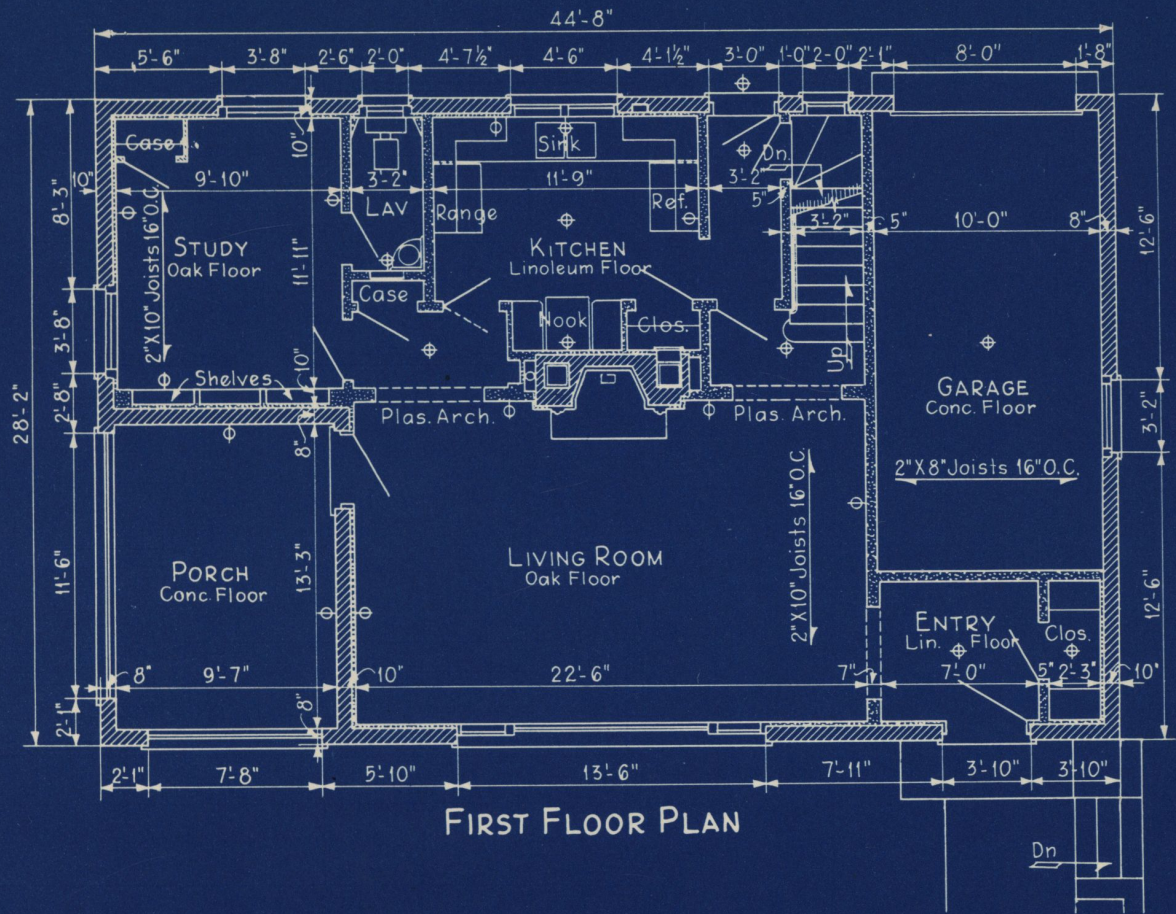 44'-8"
5'-6" 3'-8" 2'-6" 2'-0" 4'-7½" 4'-6" 4'-1½" 3'-0" 1'-0" 2'-0" 2'-1" 8'-0" 1'-8"
Case
10"
Sink
Dn.
10" 9'-10" 3'-2" 11'-9" 3'-2"
8'-3"
LAV
Range
Ref.
5"
3'-2" 5" 10'-0" 8"
12'-6"
STUDY
Oak Floor
2"X10" Joists 16"O.C.
11'-11"
KITCHEN
Linoleum Floor
Case
Nook
Clos.
3'-8"
Up
28'-2"
2'-8"
Shelves
10"
8"
Plas. Arch.
Plas. Arch.
GARAGE
Conc. Floor
3'-2"
2"X8" Joists 16"O.C.
2"X10" Joists 16"O.C.
11'-6"
PORCH
Conc. Floor
13'-3"
LIVING ROOM
Oak Floor
ENTRY
Lin. Floor
Clos.
12'-6"
8" 9'-7" 10" 22'-6" 7" 7'-0" 5" 2'-3" 10"
2'-1"
8"
2'-1" 7'-8" 5'-10" 13'-6" 7'-11" 3'-10" 3'-10"
FIRST FLOOR PLAN
Dn